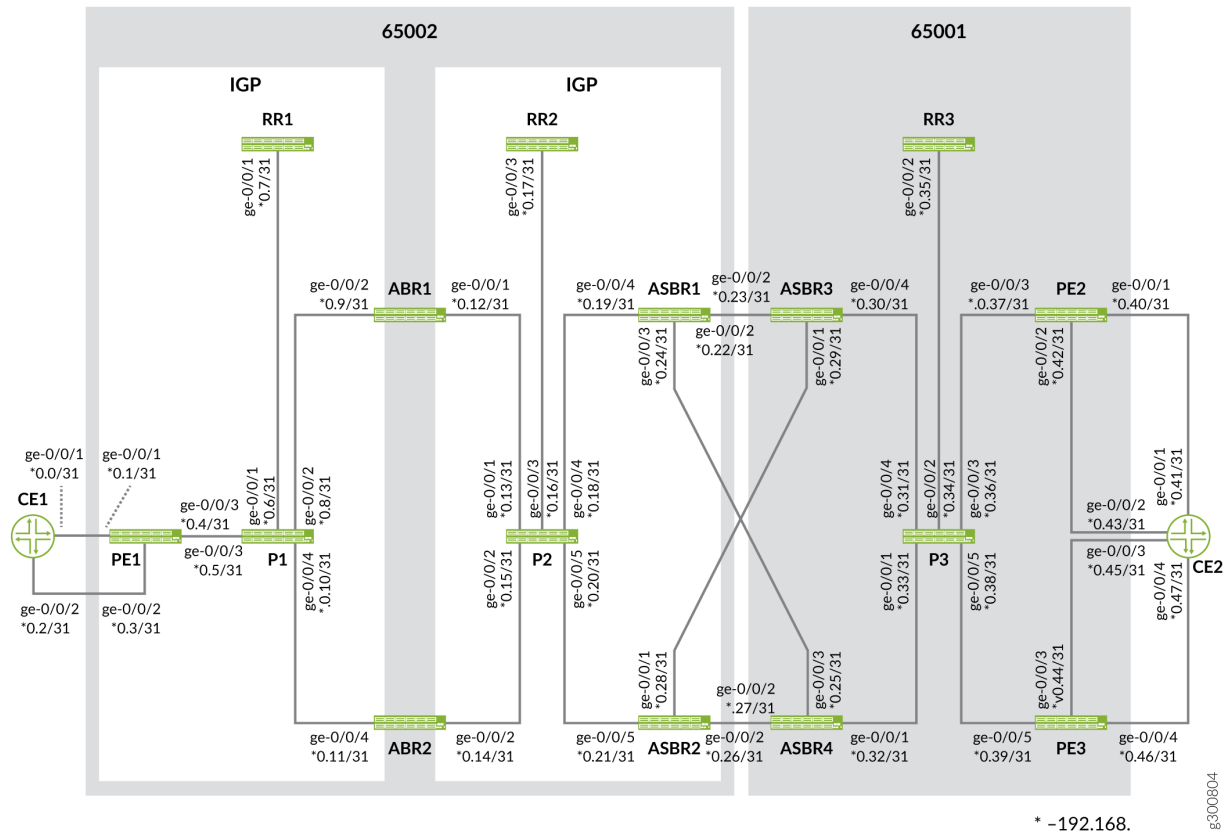 65002
65001
IGP
IGP
RR1
RR2
RR3
ge-0/0/1
*0.7/31
ge-0/0/3
*0.17/31
ge-0/0/2
*0.35/31
ge-0/0/2
*0.9/31
ABR1
ge-0/0/1
*0.12/31
ge-0/0/4
*0.19/31
ASBR1
ge-0/0/2
*0.23/31
ASBR3
ge-0/0/4
*0.30/31
ge-0/0/3
*.0.37/31
PE2
ge-0/0/1
*0.40/31
ge-0/0/3
*0.24/31
ge-0/0/2
*0.22/31
ge-0/0/1
*0.29/31
ge-0/0/2
*0.42/31
ge-0/0/1
*0.0/31
ge-0/0/1
*0.1/31
CE1
ge-0/0/3
*0.4/31
ge-0/0/1
*0.6/31
ge-0/0/2
*0.8/31
ge-0/0/1
*0.13/31
ge-0/0/3
*0.16/31
ge-0/0/4
*0.18/31
ge-0/0/4
*0.31/31
ge-0/0/2
*0.34/31
ge-0/0/3
*0.36/31
ge-0/0/1
*0.41/31
ge-0/0/2
*0.43/31
PE1
ge-0/0/3
*0.5/31
P1
P2
P3
ge-0/0/3
*0.45/31
CE2
ge-0/0/2
*0.2/31
ge-0/0/2
*0.3/31
ge-0/0/4
*.0.10/31
ge-0/0/2
*0.15/31
ge-0/0/5
*0.20/31
ge-0/0/1
*0.33/31
ge-0/0/5
*0.38/31
ge-0/0/4
*0.47/31
ge-0/0/1
*0.28/31
ge-0/0/2
*.27/31
ge-0/0/3
*0.25/31
ge-0/0/3
*v0.44/31
ge-0/0/4
*0.11/31
ABR2
ge-0/0/2
*0.14/31
ge-0/0/5
*0.21/31
ASBR2
ge-0/0/2
*0.26/31
ASBR4
ge-0/0/1
*0.32/31
ge-0/0/5
*0.39/31
PE3
ge-0/0/4
*0.46/31
* –192.168.
g300804